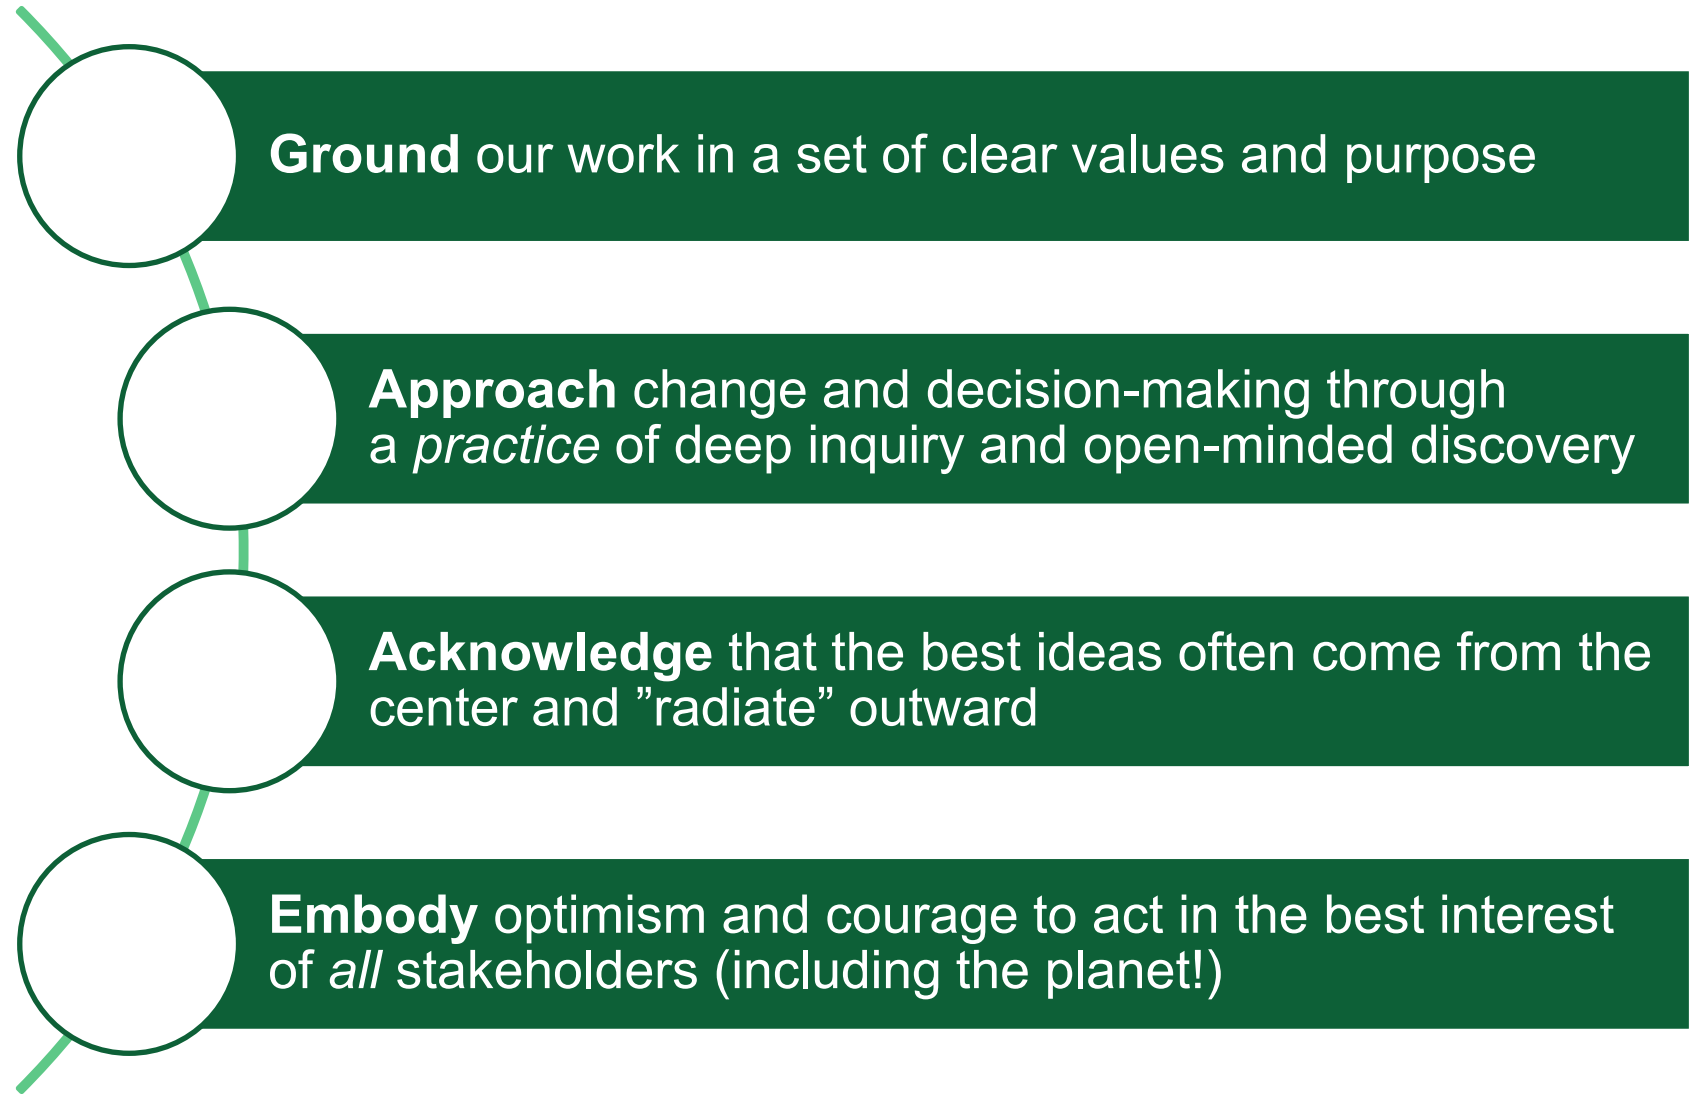 Ground our work in a set of clear values and purpose
Approach change and decision-making through
a practice of deep inquiry and open-minded discovery
Acknowledge that the best ideas often come from the
center and ”radiate” outward
Embody optimism and courage to act in the best interest
of all stakeholders (including the planet!)